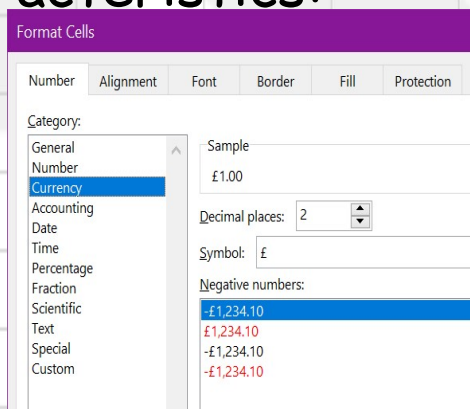 Format Cells
Number Alignment Font Border Fill Protection
Category:
General
Number
Currency
Accounting
Date
Time
Percentage
Fraction
Scientific
Text
Special
Custom
Sample
£1.00
Decimal places: 2
Symbol: £
Negative numbers:
-£1,234.10
£1,234.10
-£1,234.10
-£1,234.10